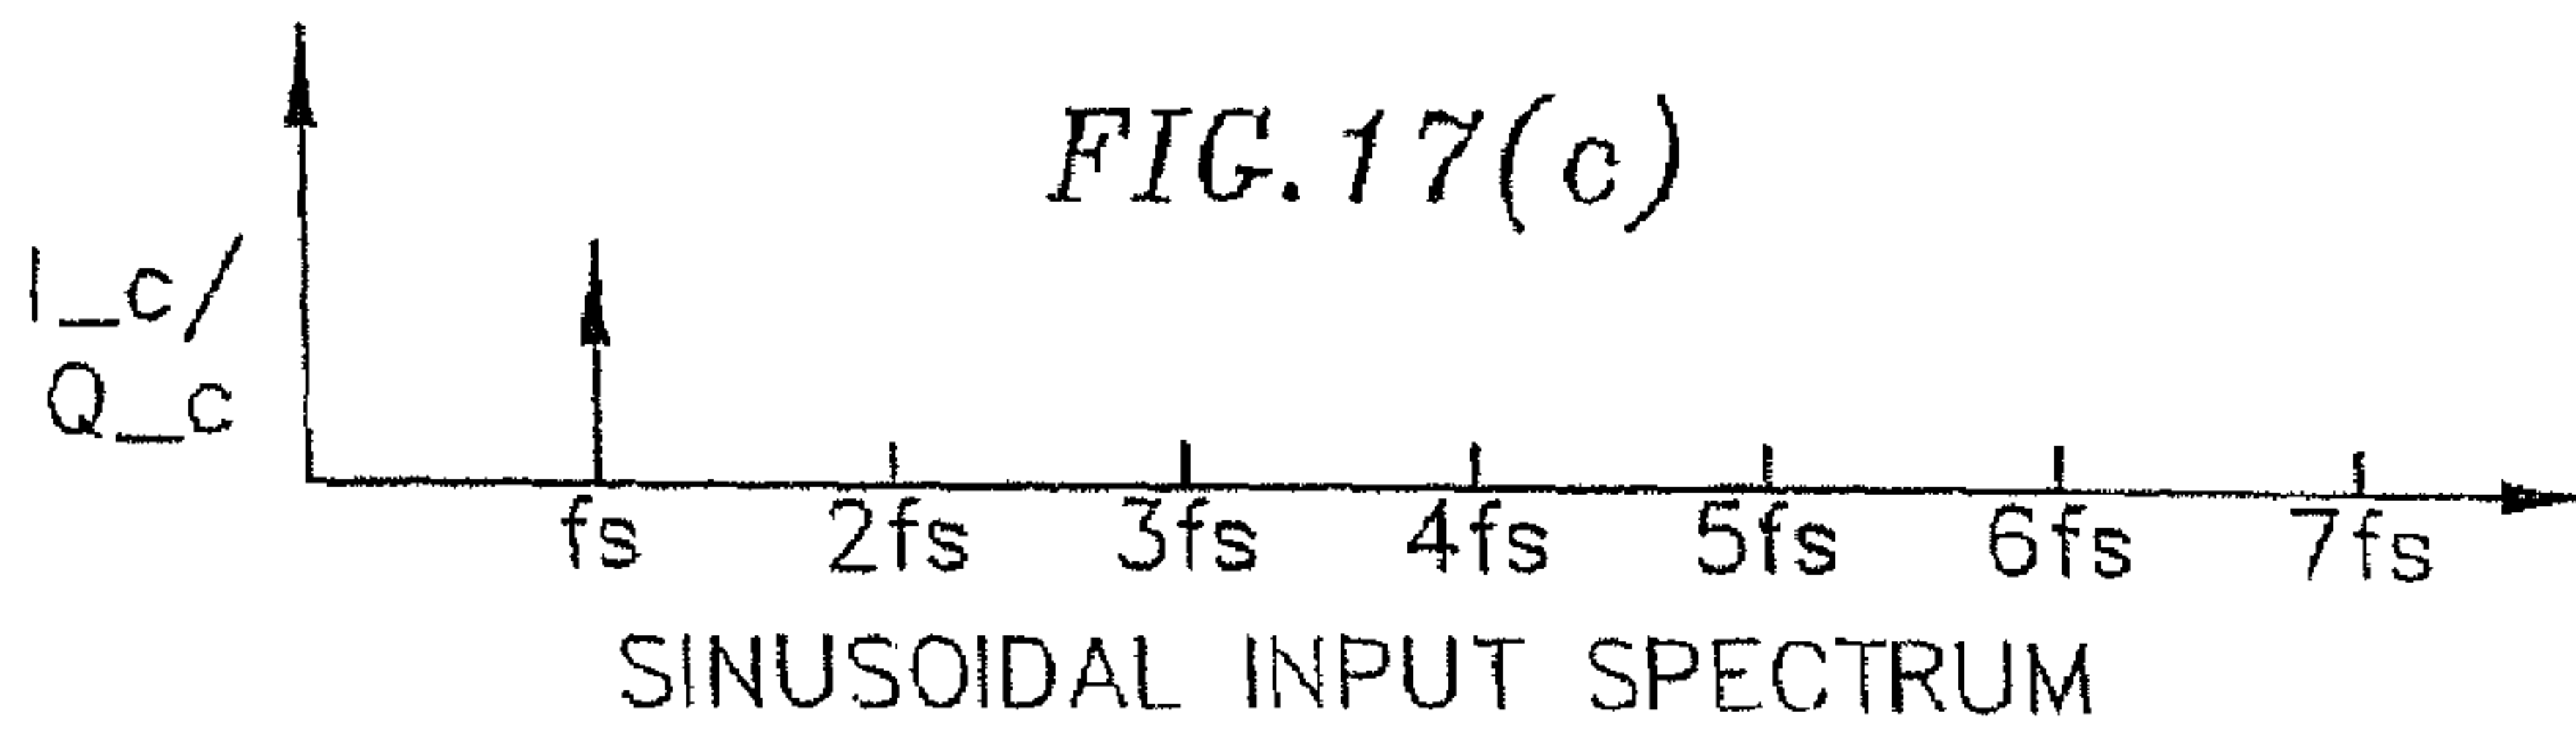 FIG. 17(c)
I_c/
Q_c
fs 2fs 3fs 4fs 5fs 6fs 7fs
SINUSOIDAL INPUT SPECTRUM